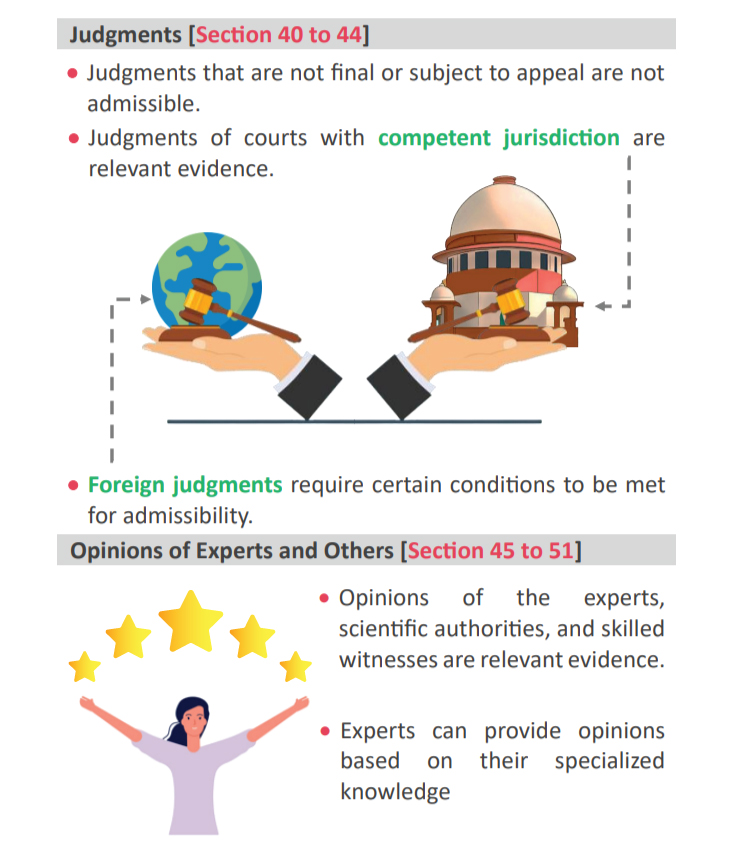 Judgments [Section 40 to 44]
• Judgments that are not final or subject to appeal are not
admissible.
• Judgments of courts with competent jurisdiction are
relevant evidence.
• Foreign judgments require certain conditions to be met
for admissibility.
Opinions of Experts and Others [Section 45 to 51]
• Opinions of the experts,
scientific authorities, and skilled
witnesses are relevant evidence.
• Experts can provide opinions
based on their specialized
knowledge